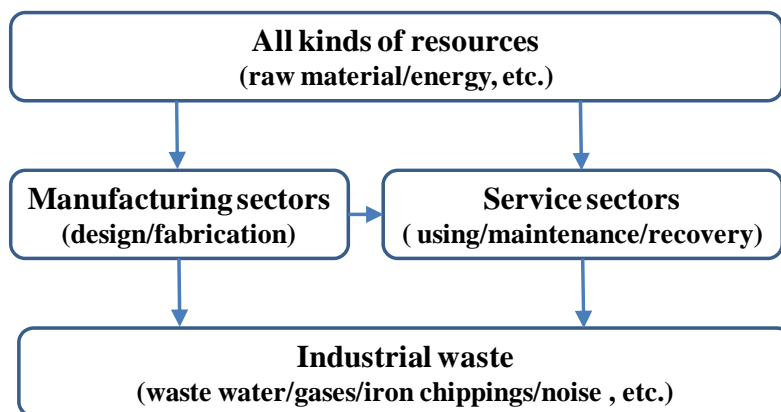 All kinds of resources
(raw material/energy, etc.)
Manufacturing sectors
(design/fabrication)
Service sectors
( using/maintenance/recovery)
Industrial waste
(waste water/gases/iron chippings/noise , etc.)